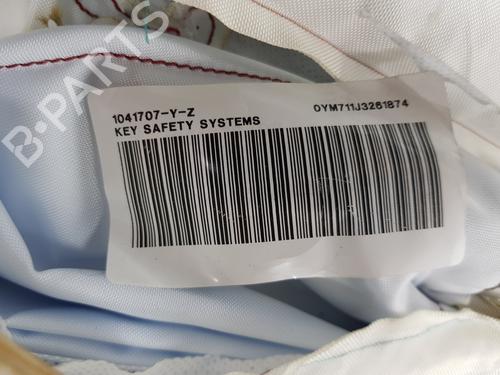 B-PARTS
1041707-Y-Z
0YM711J3261874
KEY SAFETY SYSTEMS